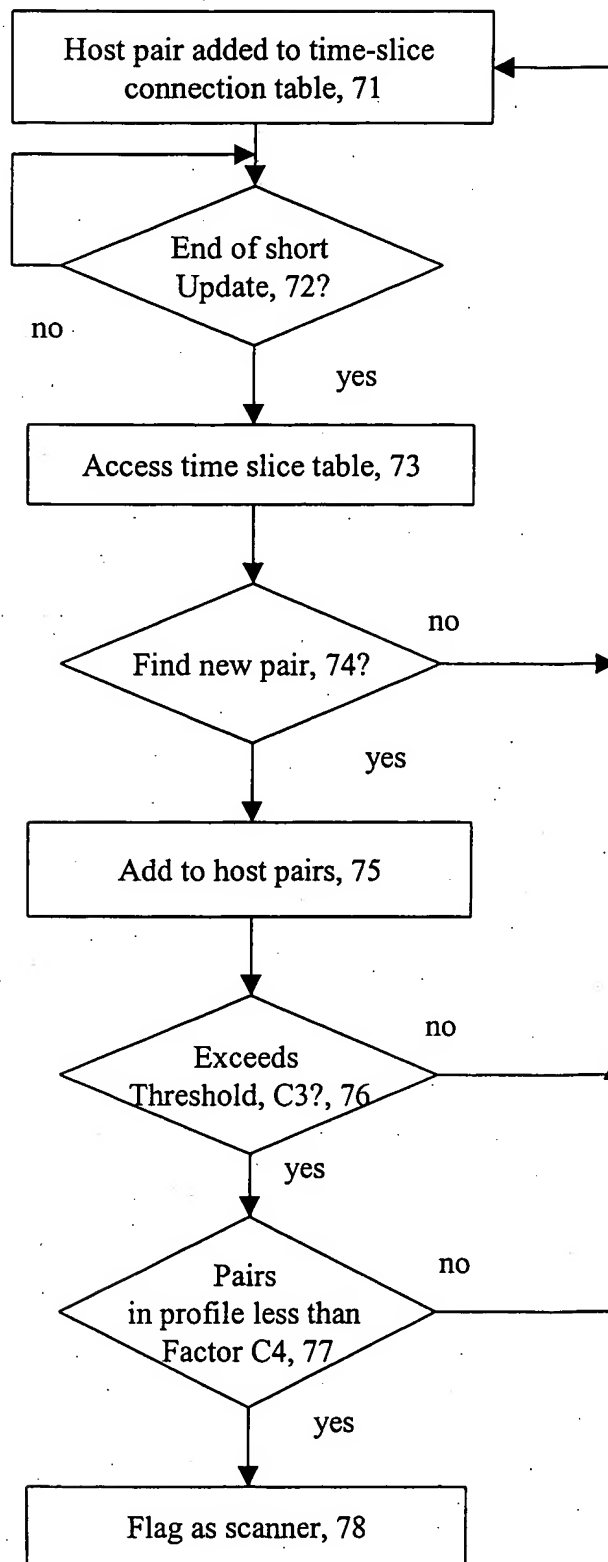 Host pair added to time-slice
connection table, 71
End of short
Update, 72?
no
yes
Access time slice table, 73
no
Find new pair, 74?
yes
Add to host pairs, 75
no
Exceeds
Threshold, C3?, 76
yes
Pairs
no
in profile less than
Factor C4, 77
yes
Flag as scanner, 78